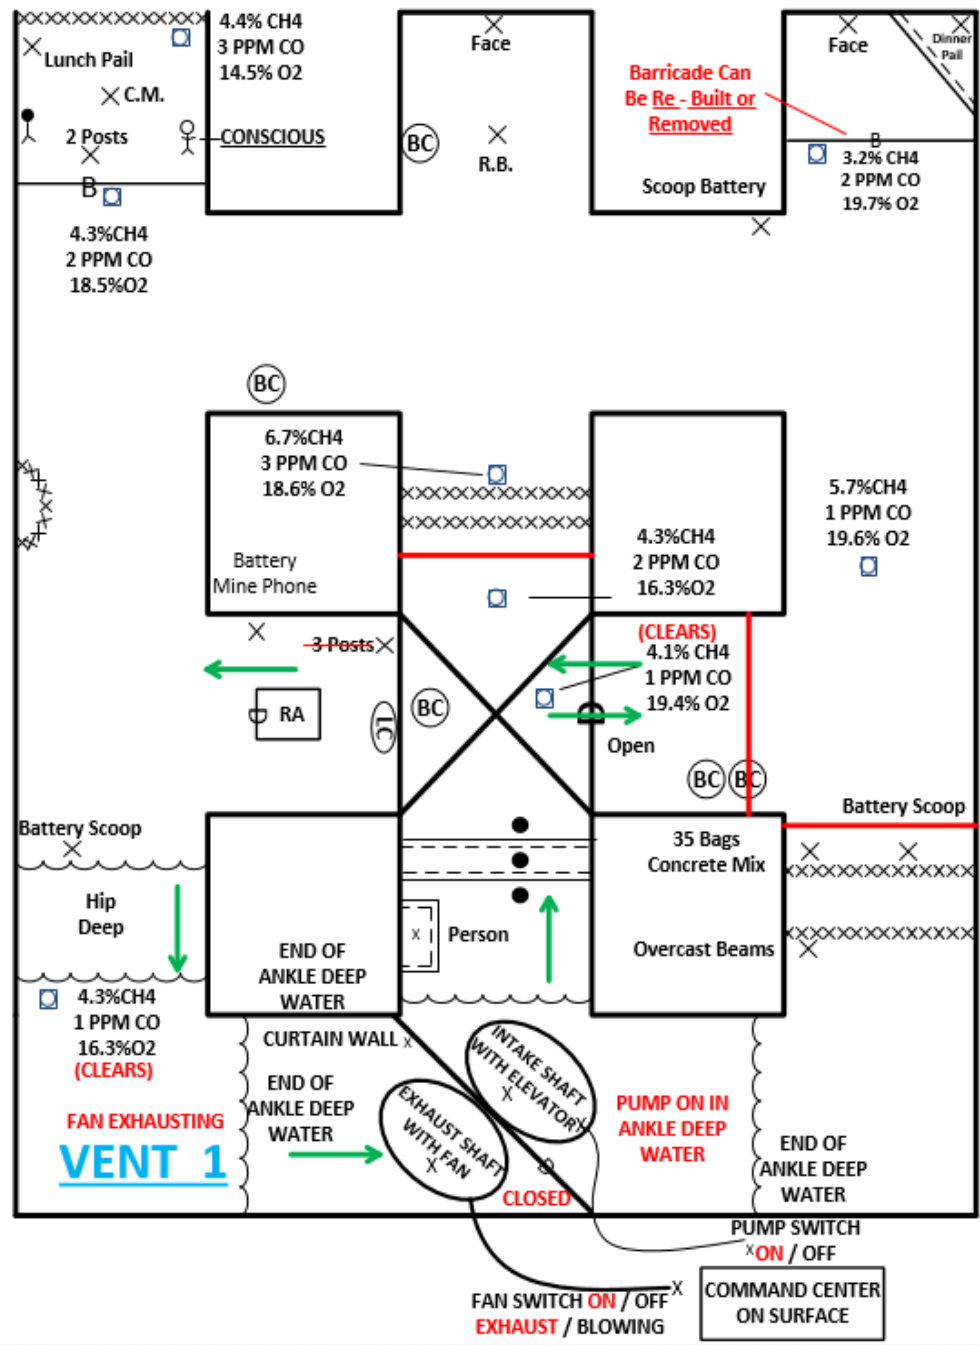 4.4% CH4
3 PPM CO
14.5% O2
Lunch Pail
C.M.
2 Posts
CONSCIOUS
B
4.3%CH4
2 PPM CO
18.5%O2
Face
BC
R.B.
Barricade Can
Be Re - Built or
Removed
Scoop Battery
Face
Dinner
Pail
B
3.2% CH4
2 PPM CO
19.7% O2
BC
6.7%CH4
3 PPM CO
18.6% O2
Battery
Mine Phone
4.3%CH4
2 PPM CO
16.3%O2
5.7%CH4
1 PPM CO
19.6% O2
3 Posts
RA
LC
BC
(CLEARS)
4.1% CH4
1 PPM CO
19.4% O2
Open
BC
BC
Battery Scoop
Battery Scoop
Hip
Deep
35 Bags
Concrete Mix
Person
Overcast Beams
END OF
ANKLE DEEP
WATER
4.3%CH4
1 PPM CO
16.3%O2
(CLEARS)
CURTAIN WALL
END OF
ANKLE DEEP
WATER
INTAKE SHAFT
WITH ELEVATOR
EXHAUST SHAFT
WITH FAN
PUMP ON IN
ANKLE DEEP
WATER
FAN EXHAUSTING
VENT 1
D
CLOSED
END OF
ANKLE DEEP
WATER
PUMP SWITCH
ON / OFF
FAN SWITCH ON / OFF
EXHAUST / BLOWING
COMMAND CENTER
ON SURFACE